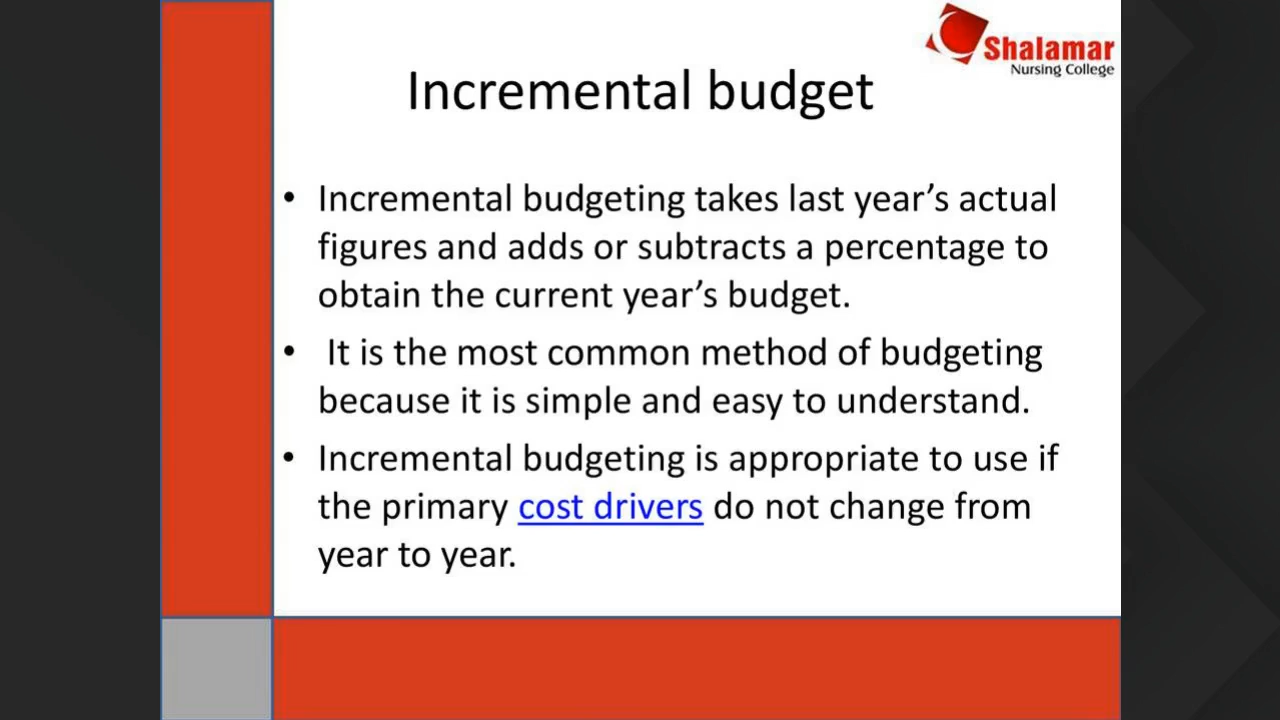 Shalamar
Nursing College
Incremental budget
• Incremental budgeting takes last year’s actual
figures and adds or subtracts a percentage to
obtain the current year’s budget.
• It is the most common method of budgeting
because it is simple and easy to understand.
• Incremental budgeting is appropriate to use if
the primary cost drivers do not change from
year to year.